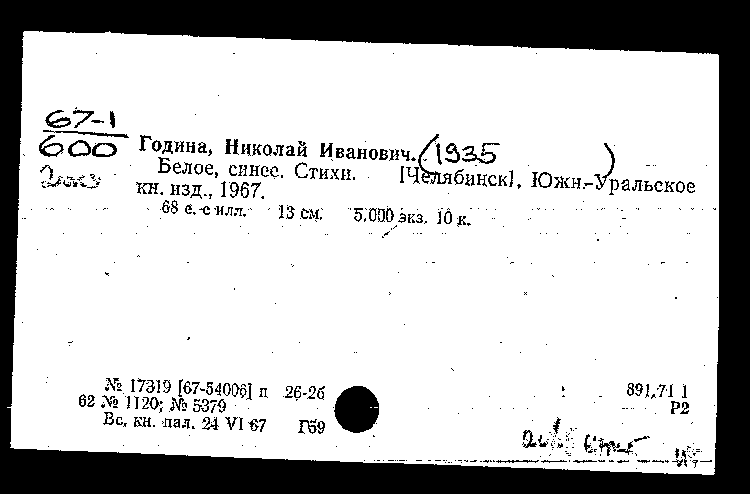 67-1
600 Година, Николай Иванович. (1935 )
2экз Белое, синее. Стихи. [Челябинск], Южн.-Уральское
кн. изд., 1967.
68 с. с илл. 13 см. 5.000 экз. 10 к.
№ 17319 [67-54006] п 26-26 891.71 1
62 № 1120; № 5379 Р2
Вс. кн. пал. 24 VI 67 Г59